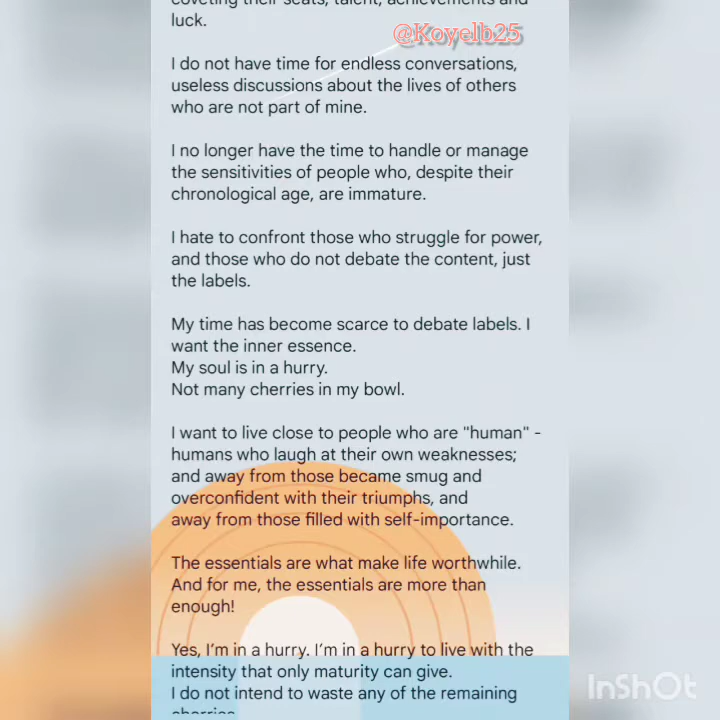 coveting their seats, talent, achievements and
luck.
@Koyelb25
I do not have time for endless conversations,
useless discussions about the lives of others
who are not part of mine.
I no longer have the time to handle or manage
the sensitivities of people who, despite their
chronological age, are immature.
I hate to confront those who struggle for power,
and those who do not debate the content, just
the labels.
My time has become scarce to debate labels. I
want the inner essence.
My soul is in a hurry.
Not many cherries in my bowl.
I want to live close to people who are "human" -
humans who laugh at their own weaknesses;
and away from those became smug and
overconfident with their triumphs, and
away from those filled with self-importance.
The essentials are what make life worthwhile.
And for me, the essentials are more than
enough!
Yes, I'm in a hurry. I'm in a hurry to live with the
intensity that only maturity can give.
I do not intend to waste any of the remaining
cherries.
InShOt